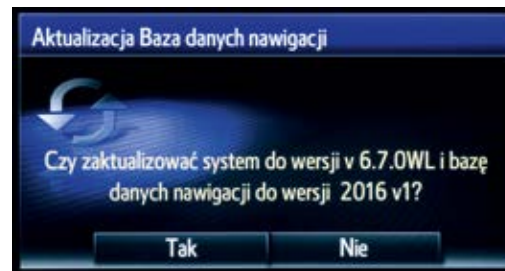 Aktualizacja Baza danych nawigacji
Czy zaktualizować system do wersji v 6.7.0WL i bazę
danych nawigacji do wersji 2016 v1?
Tak
Nie